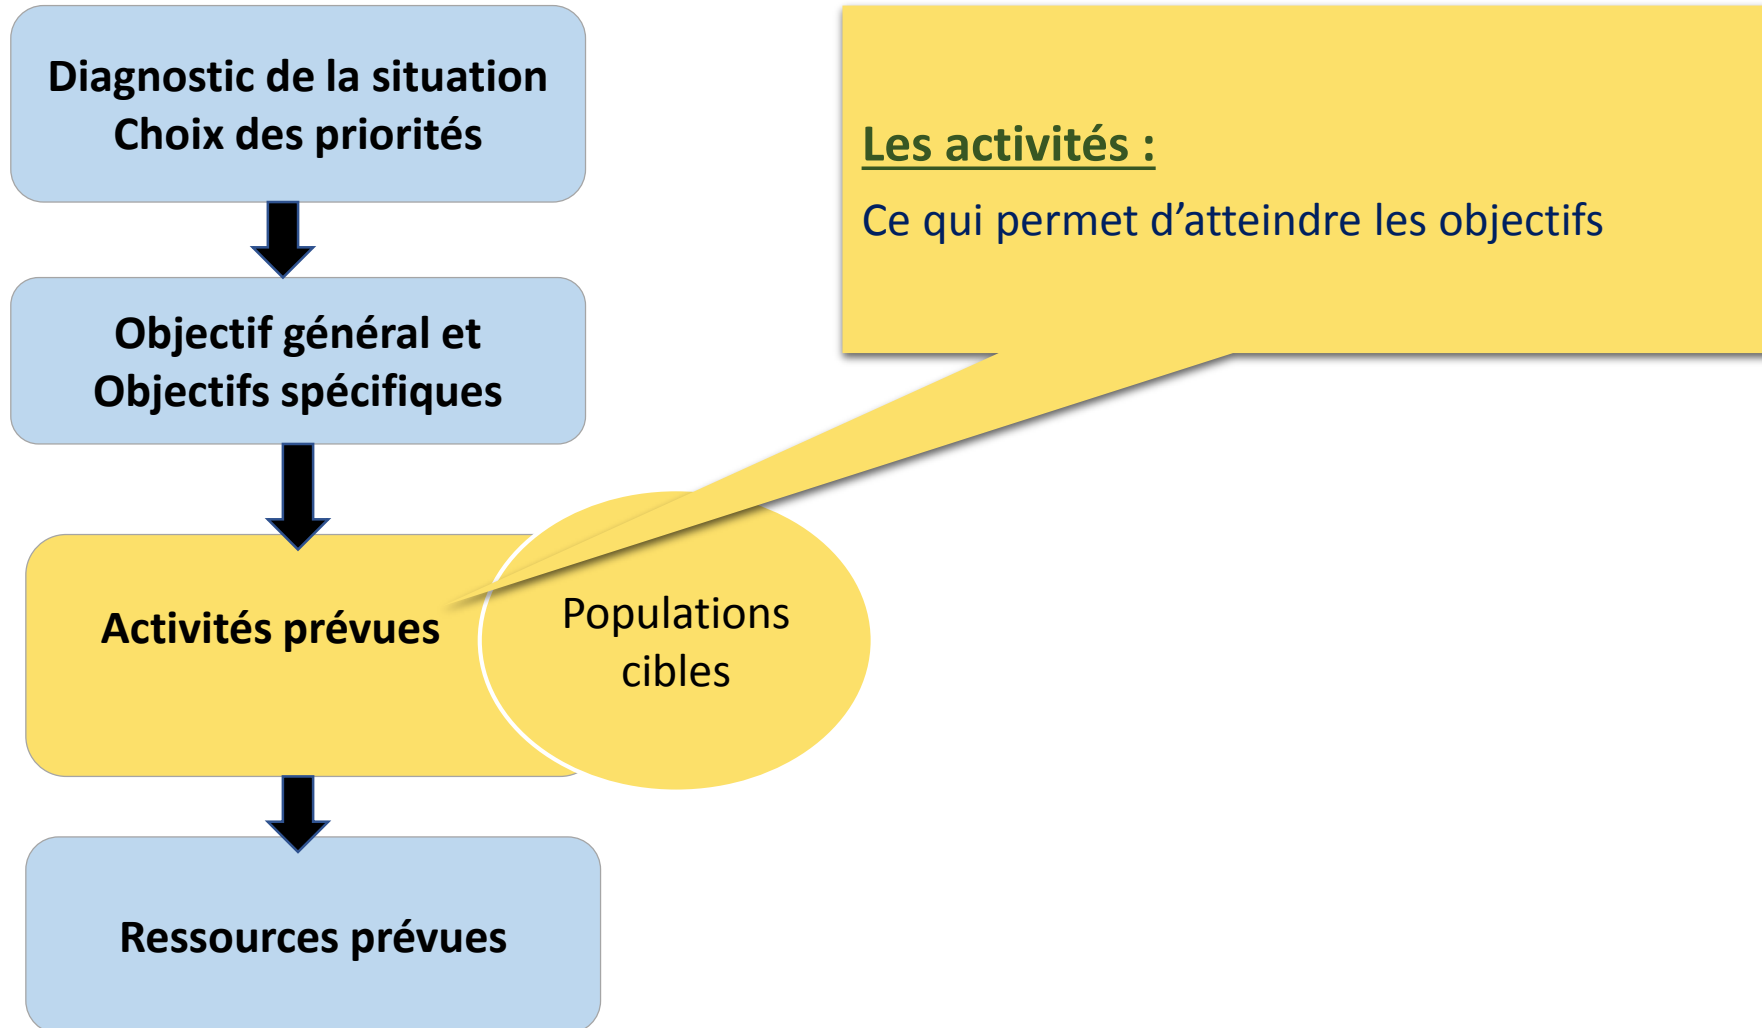 Diagnostic de la situation
Choix des priorités
Les activités :
Ce qui permet d’atteindre les objectifs
Objectif général et
Objectifs spécifiques
Activités prévues
Populations
cibles
Ressources prévues